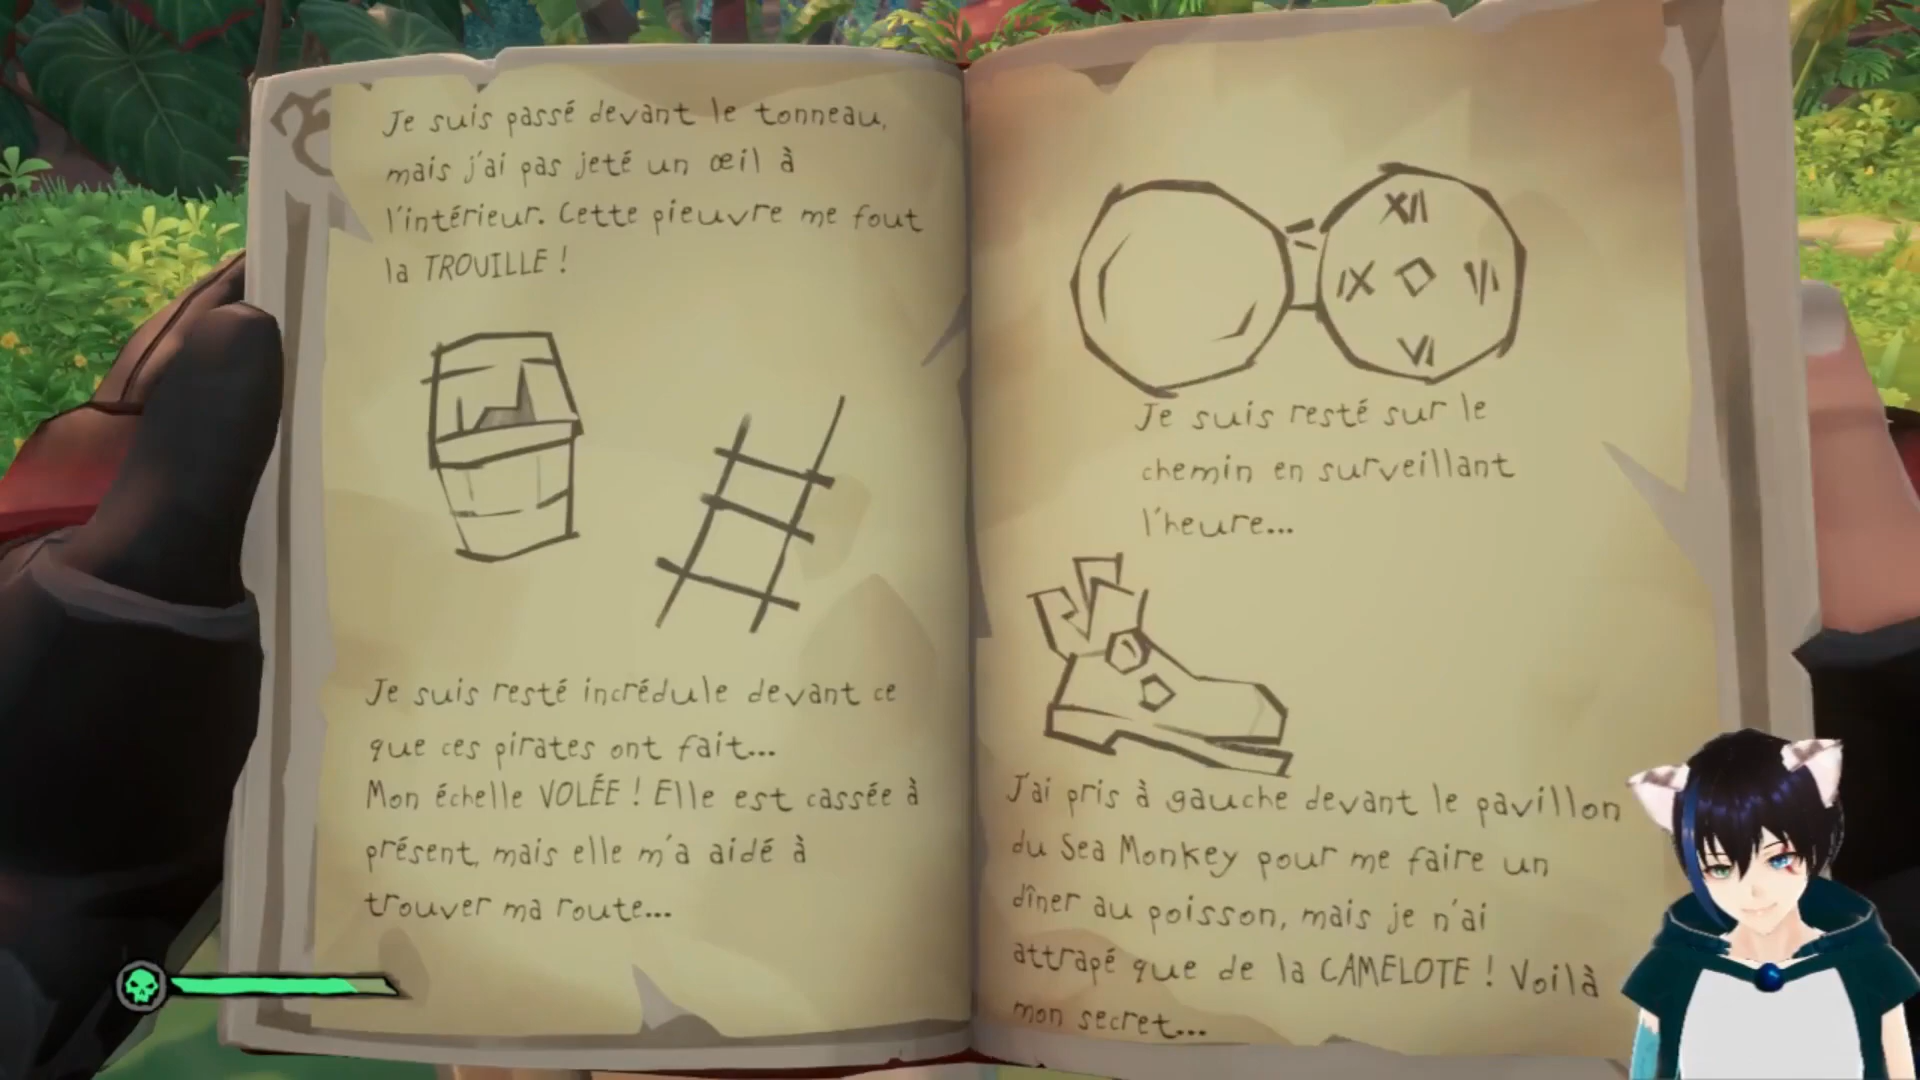 Je suis passé devant le tonneau,
mais j'ai pas jeté un œil à
l'intérieur. Cette pieuvre me fout
la TROUILLE !
Je suis resté incrédule devant ce
que ces pirates ont fait...
Mon échelle VOLÉE ! Elle est cassée à
présent, mais elle m'a aidé à
trouver ma route...
XII
IX
VI
Je suis resté sur le
chemin en surveillant
l'heure...
J'ai pris à gauche devant le pavillon
du Sea Monkey pour me faire un
dîner au poisson, mais je n'ai
attrapé que de la CAMELOTE ! Voilà
mon secret...